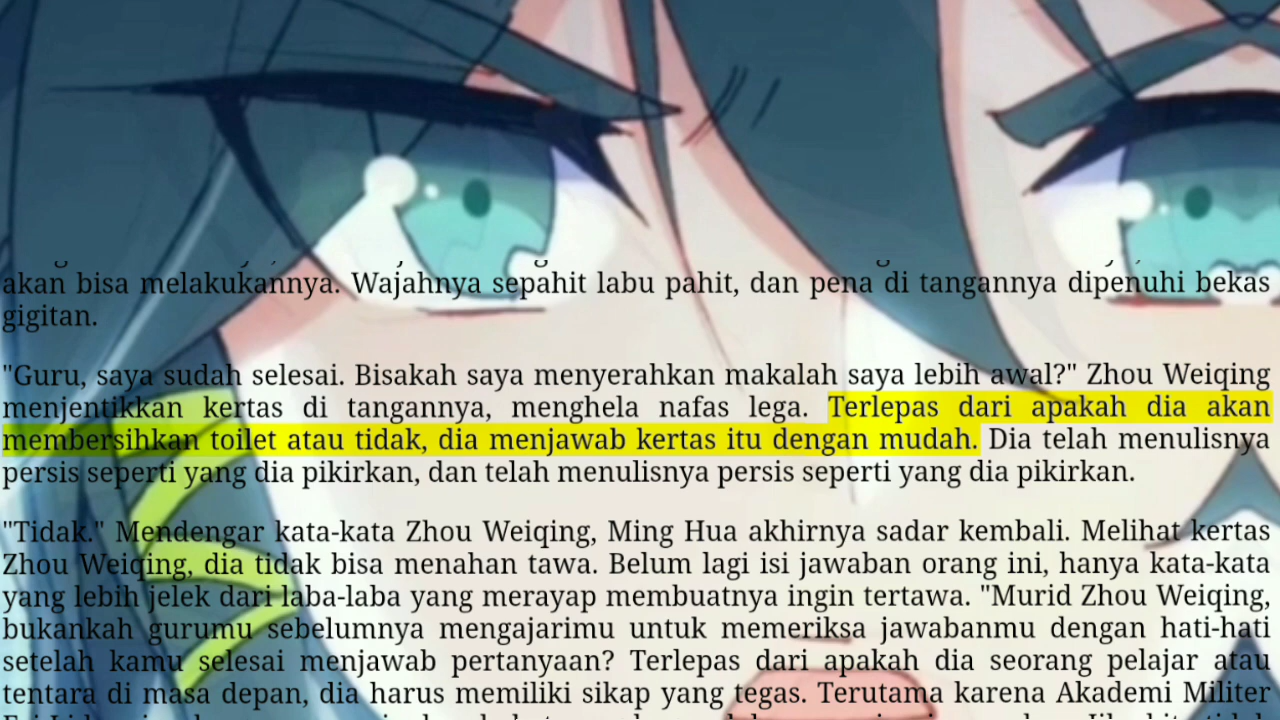 akan bisa melakukannya. Wajahnya sepahit labu pahit, dan pena di tangannya dipenuhi bekas
gigitan.
"Guru, saya sudah selesai. Bisakah saya menyerahkan makalah saya lebih awal?" Zhou Weiqing
menjentikkan kertas di tangannya, menghela nafas lega. Terlepas dari apakah dia akan
membersihkan toilet atau tidak, dia menjawab kertas itu dengan mudah. Dia telah menulisnya
persis seperti yang dia pikirkan, dan telah menulisnya persis seperti yang dia pikirkan.
"Tidak." Mendengar kata-kata Zhou Weiqing, Ming Hua akhirnya sadar kembali. Melihat kertas
Zhou Weiqing, dia tidak bisa menahan tawa. Belum lagi isi jawaban orang ini, hanya kata-kata
yang lebih jelek dari laba-laba yang merayap membuatnya ingin tertawa. "Murid Zhou Weiqing,
bukankah gurumu sebelumnya mengajarimu untuk memeriksa jawabanmu dengan hati-hati
setelah kamu selesai menjawab pertanyaan? Terlepas dari apakah dia seorang pelajar atau
tentara di masa depan, dia harus memiliki sikap yang tegas. Terutama karena Akademi Militer